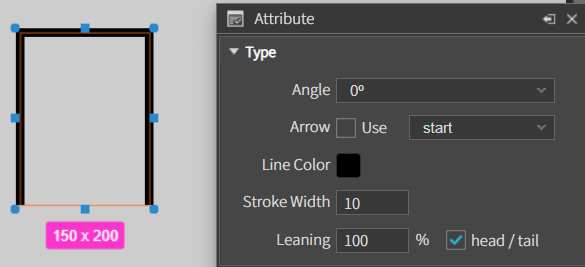 Attribute
Type
Angle 0º
Arrow Use start
Line Color
Stroke Width 10
Leaning 100 % head / tail
150 x 200